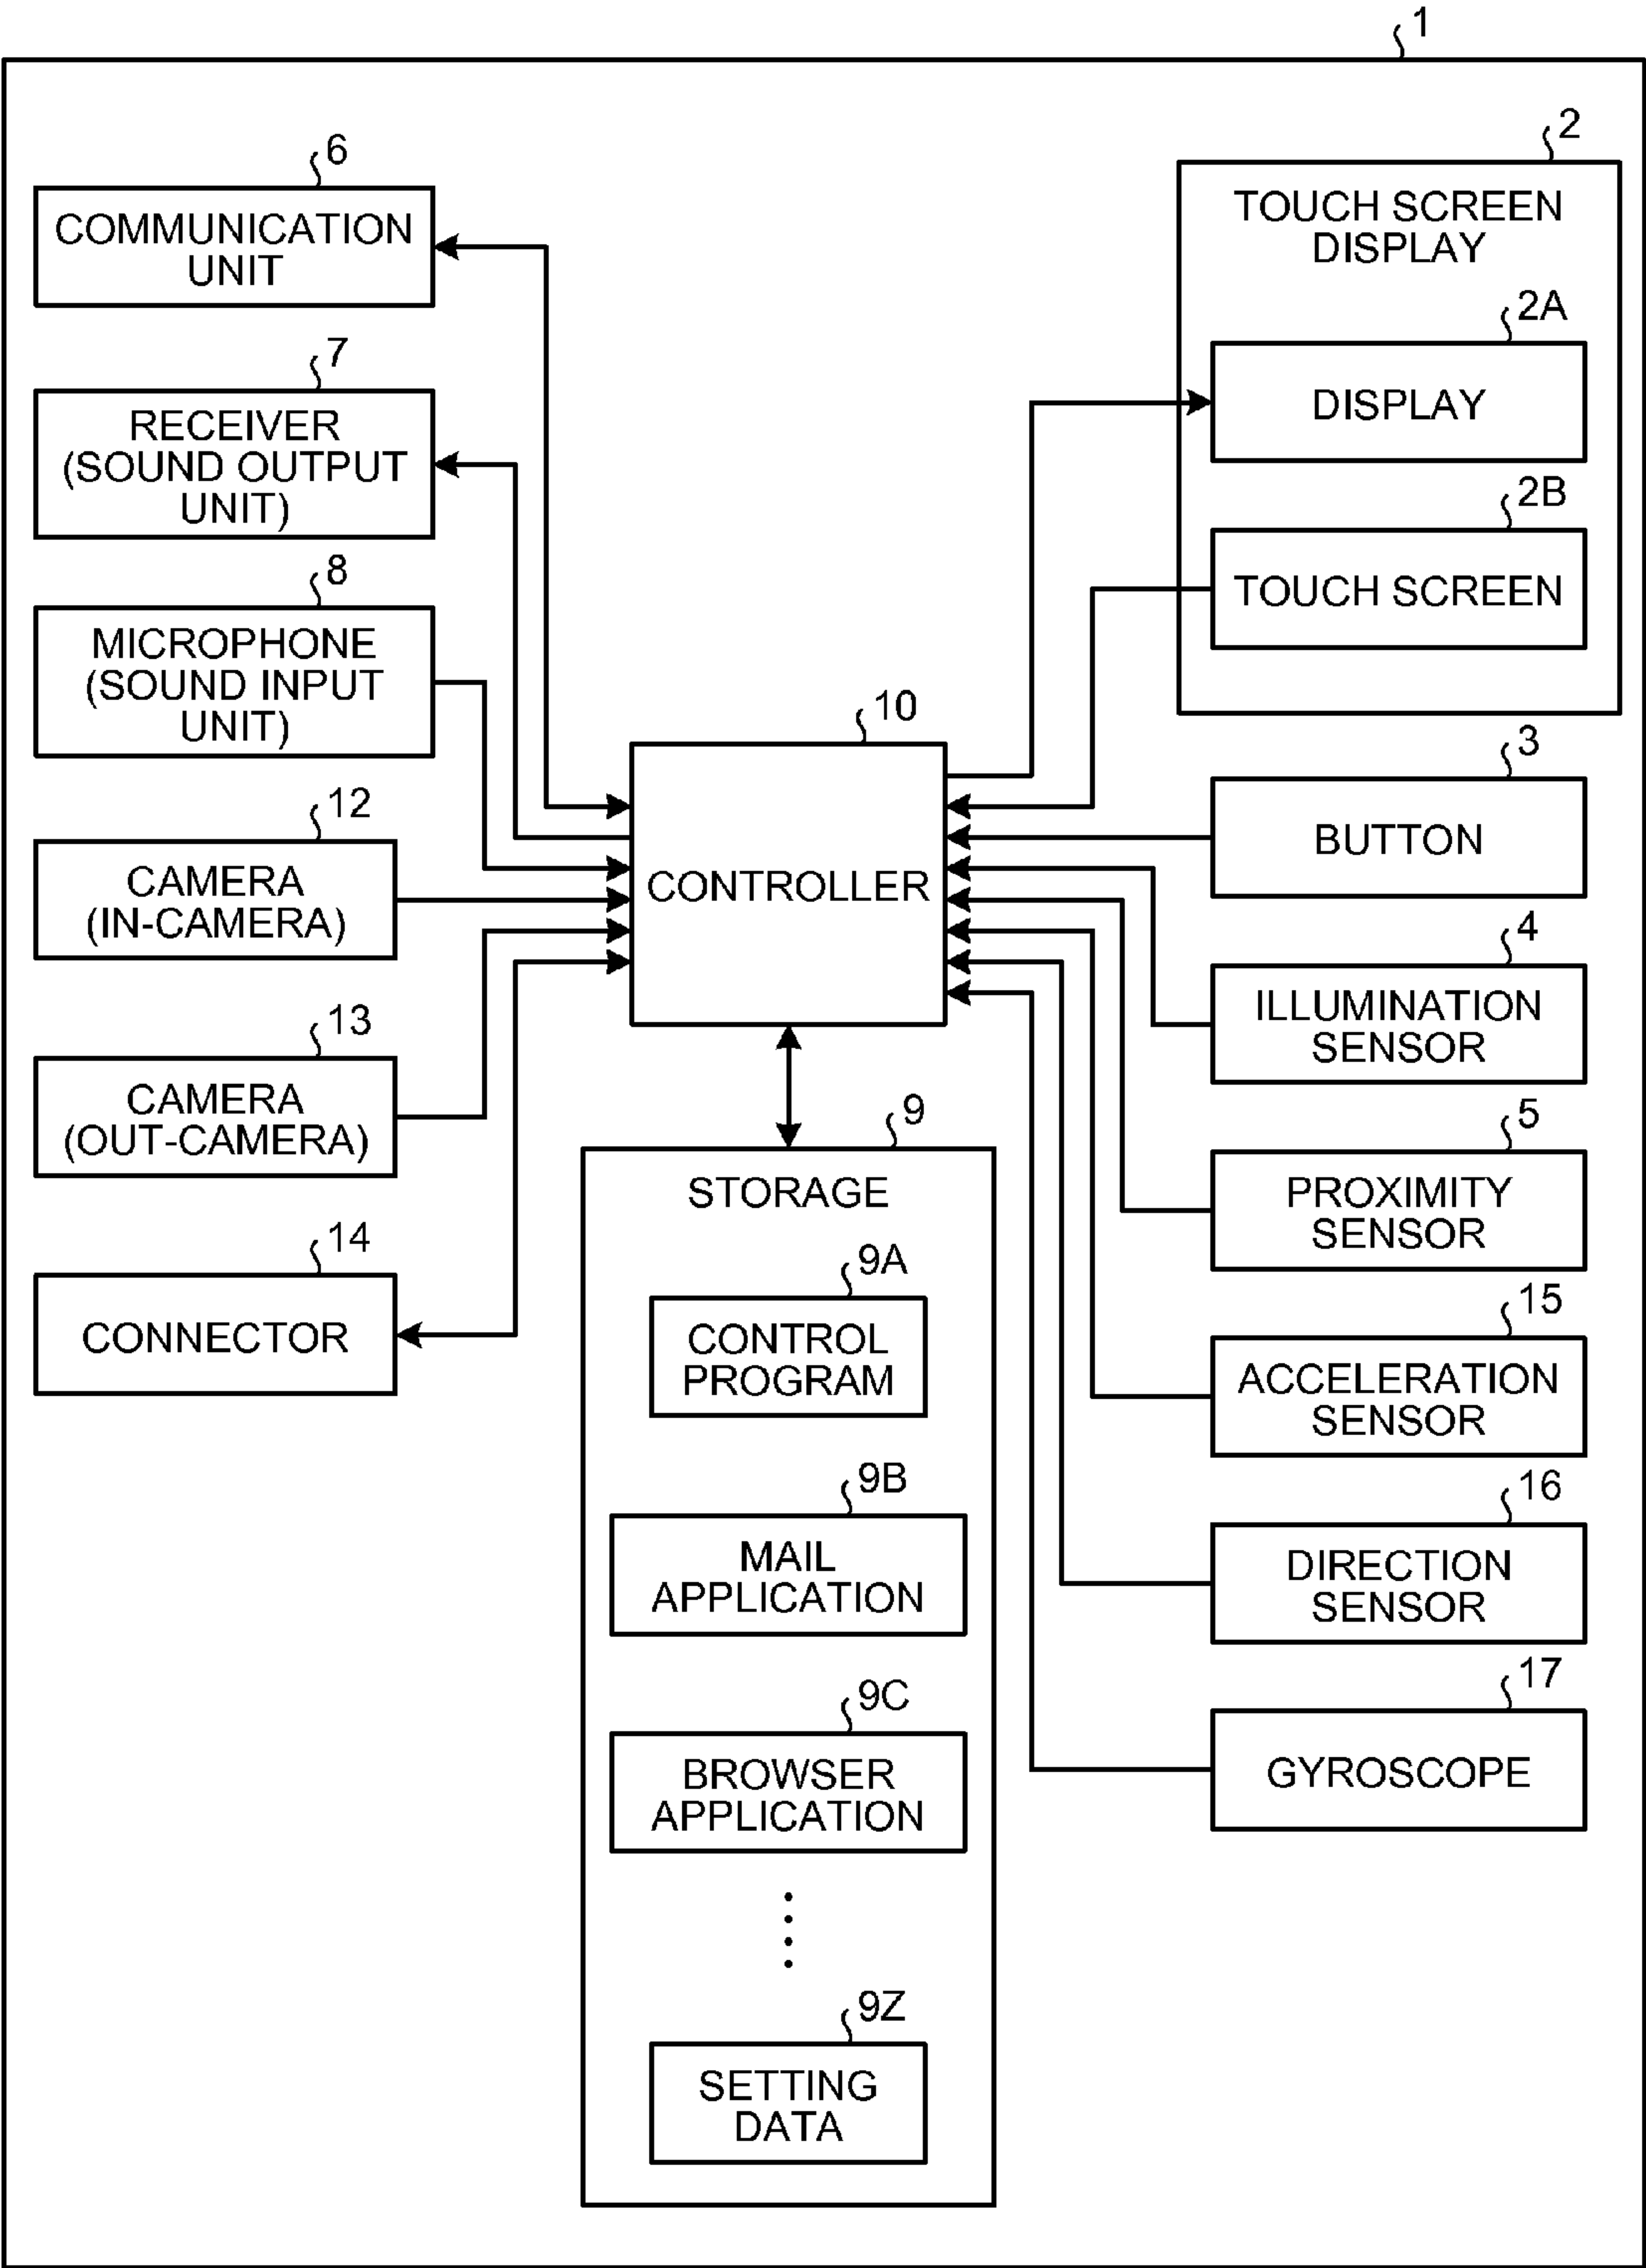 1
6
COMMUNICATION
UNIT
7
RECEIVER
(SOUND OUTPUT
UNIT)
8
MICROPHONE
(SOUND INPUT
UNIT)
12
CAMERA
(IN-CAMERA)
13
CAMERA
(OUT-CAMERA)
14
CONNECTOR
10
CONTROLLER
9
STORAGE
9A
CONTROL
PROGRAM
9B
MAIL
APPLICATION
9C
BROWSER
APPLICATION
9Z
SETTING
DATA
2
TOUCH SCREEN
DISPLAY
2A
DISPLAY
2B
TOUCH SCREEN
3
BUTTON
4
ILLUMINATION
SENSOR
5
PROXIMITY
SENSOR
15
ACCELERATION
SENSOR
16
DIRECTION
SENSOR
17
GYROSCOPE